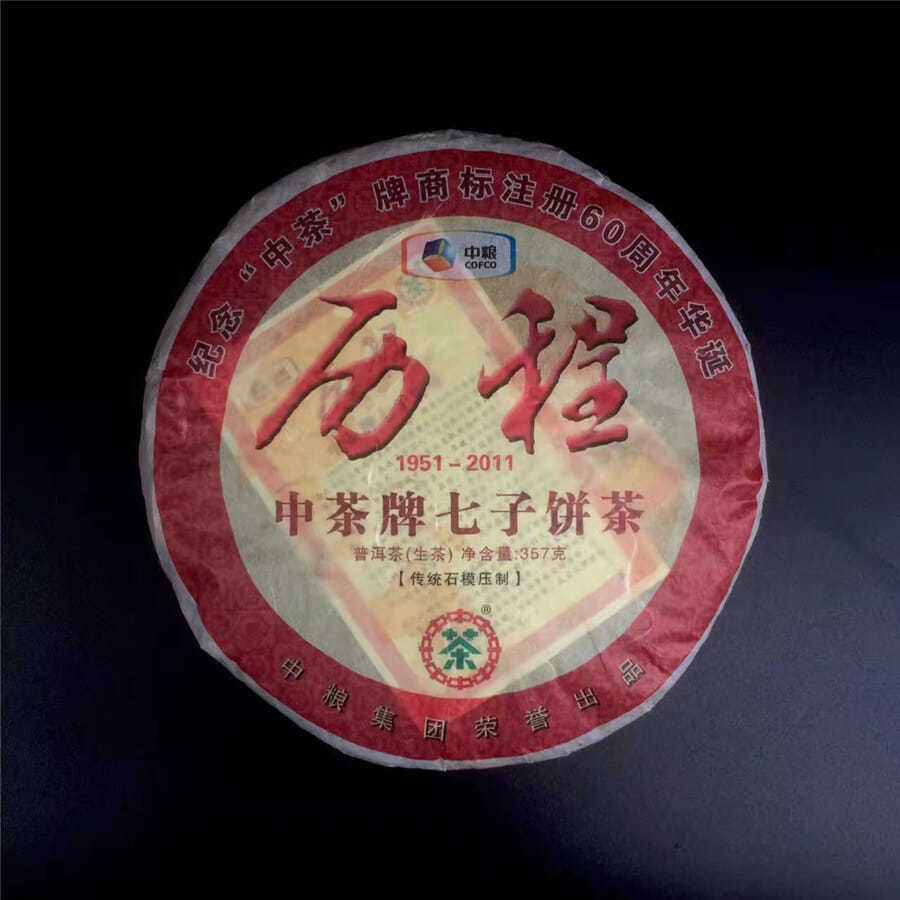 纪念“中茶”牌商标注册60周年华诞
中粮
COFCO
历程
1951-2011
中茶牌七子饼茶
普洱茶(生茶) 净含量:357克
【传统石模压制】
®
茶
中粮集团荣誉出品